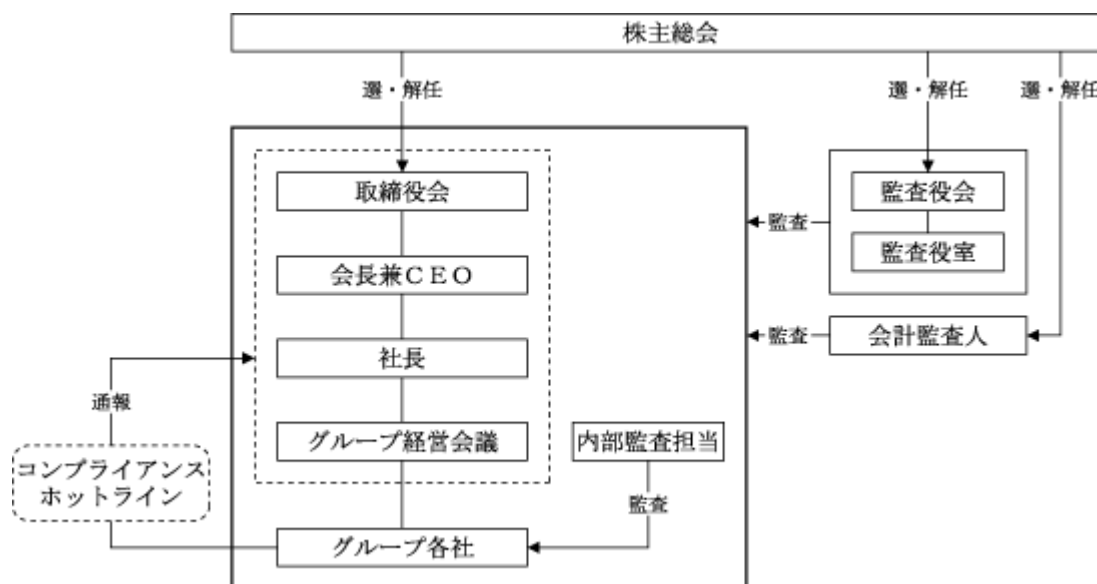 株主総会
選・解任
選・解任
選・解任
取締役会
監査役会
監査
監査役室
会長兼ＣＥＯ
監査
会計監査人
社長
通報
グループ経営会議
内部監査担当
コンプライアンス
ホットライン
監査
グループ各社